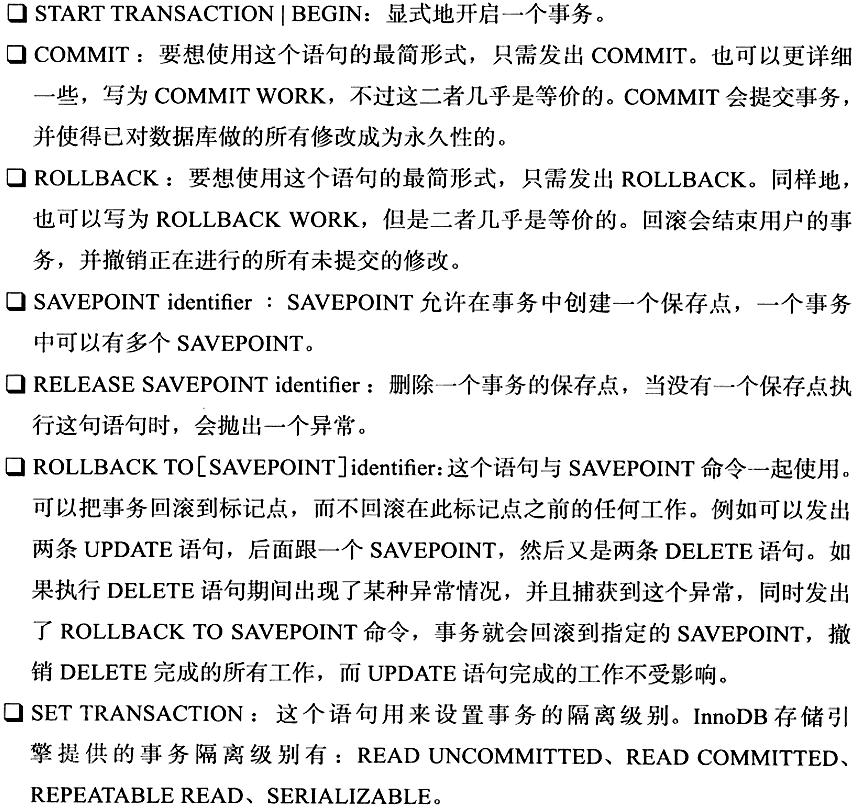 ❏ START TRANSACTION | BEGIN：显式地开启一个事务。
❏ COMMIT：要想使用这个语句的最简形式，只需发出 COMMIT。也可以更详细
一些，写为 COMMIT WORK，不过这二者几乎是等价的。COMMIT 会提交事务，
并使得已对数据库做的所有修改成为永久性的。
❏ ROLLBACK：要想使用这个语句的最简形式，只需发出 ROLLBACK。同样地，
也可以写为 ROLLBACK WORK，但是二者几乎是等价的。回滚会结束用户的事
务，并撤销正在进行的所有未提交的修改。
❏ SAVEPOINT identifier：SAVEPOINT 允许在事务中创建一个保存点，一个事务
中可以有多个 SAVEPOINT。
❏ RELEASE SAVEPOINT identifier：删除一个事务的保存点，当没有一个保存点执
行这句语句时，会抛出一个异常。
❏ ROLLBACK TO[SAVEPOINT]identifier：这个语句与 SAVEPOINT 命令一起使用。
可以把事务回滚到标记点，而不回滚在此标记点之前的任何工作。例如可以发出
两条 UPDATE 语句，后面跟一个 SAVEPOINT，然后又是两条 DELETE 语句。如
果执行 DELETE 语句期间出现了某种异常情况，并且捕获到这个异常，同时发出
了 ROLLBACK TO SAVEPOINT 命令，事务就会回滚到指定的 SAVEPOINT，撤
销 DELETE 完成的所有工作，而 UPDATE 语句完成的工作不受影响。
❏ SET TRANSACTION：这个语句用来设置事务的隔离级别。InnoDB 存储引
擎提供的事务隔离级别有：READ UNCOMMITTED、READ COMMITTED、
REPEATABLE READ、SERIALIZABLE。